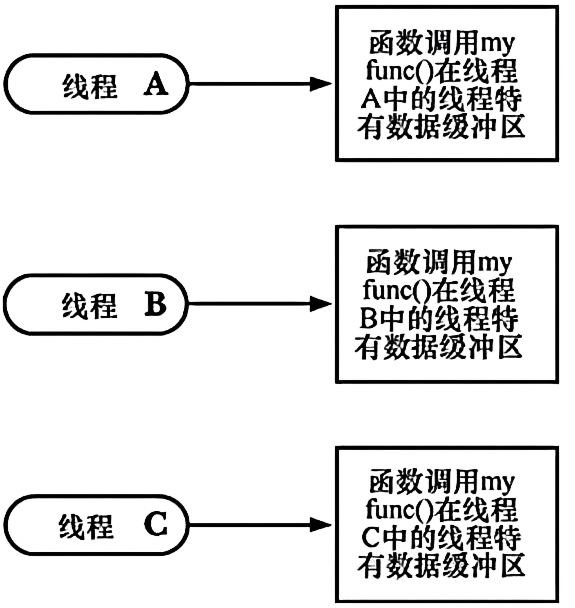 线程 A
函数调用my
func()在线程
A中的线程特
有数据缓冲区
线程 B
函数调用my
func()在线程
B中的线程特
有数据缓冲区
线程 C
函数调用my
func()在线程
C中的线程特
有数据缓冲区